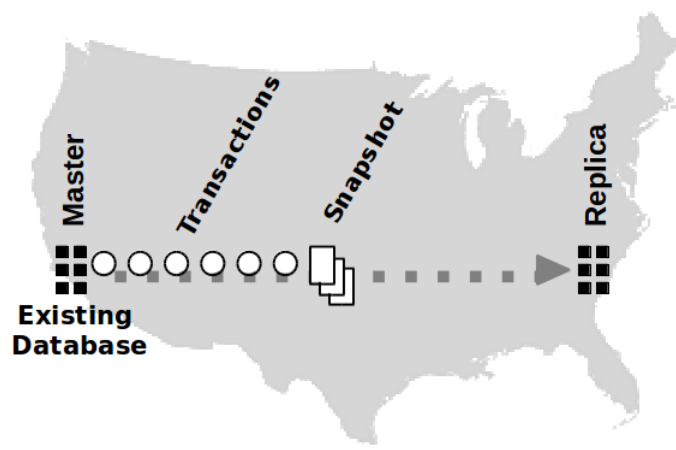 Master
Transactions
Snapshot
Replica
Existing
Database